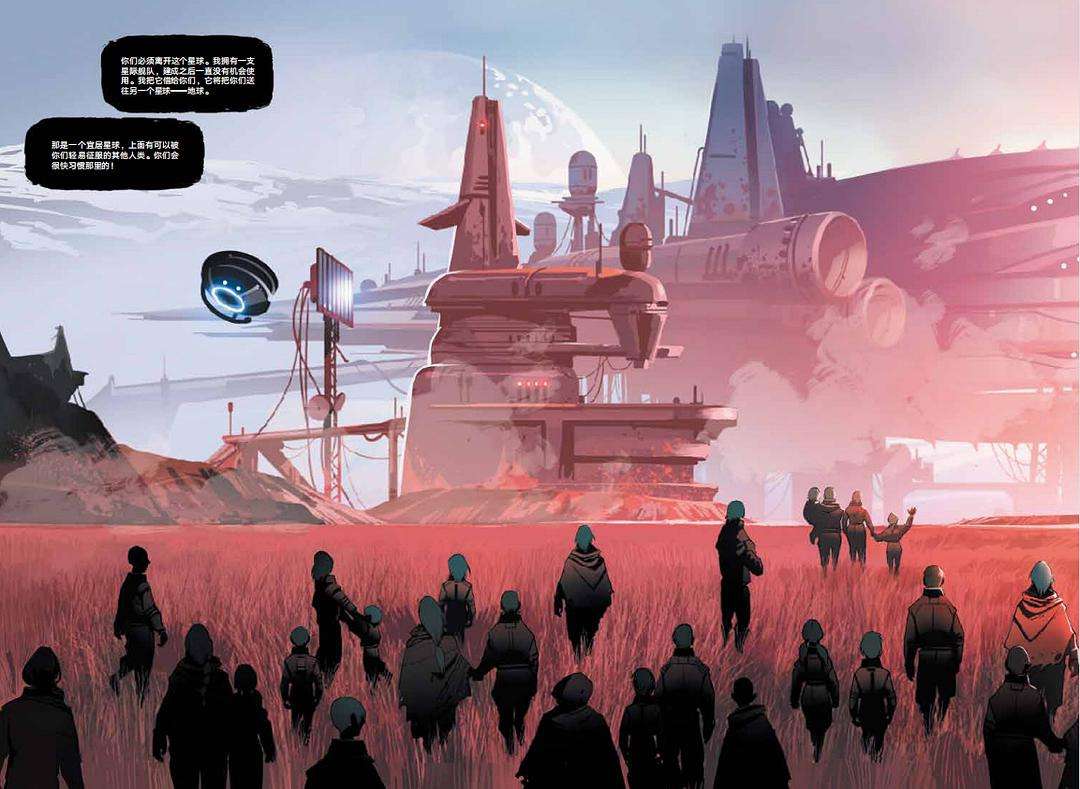 你们必须离开这个星球。我拥有一支
星际舰队，建成之后一直没有机会使
用。我把它借给你们，它将把你们送
往另一个星球——地球。
那是一个宜居星球，上面有可以被
你们轻易征服的其他人类。你们会
很快习惯那里的！